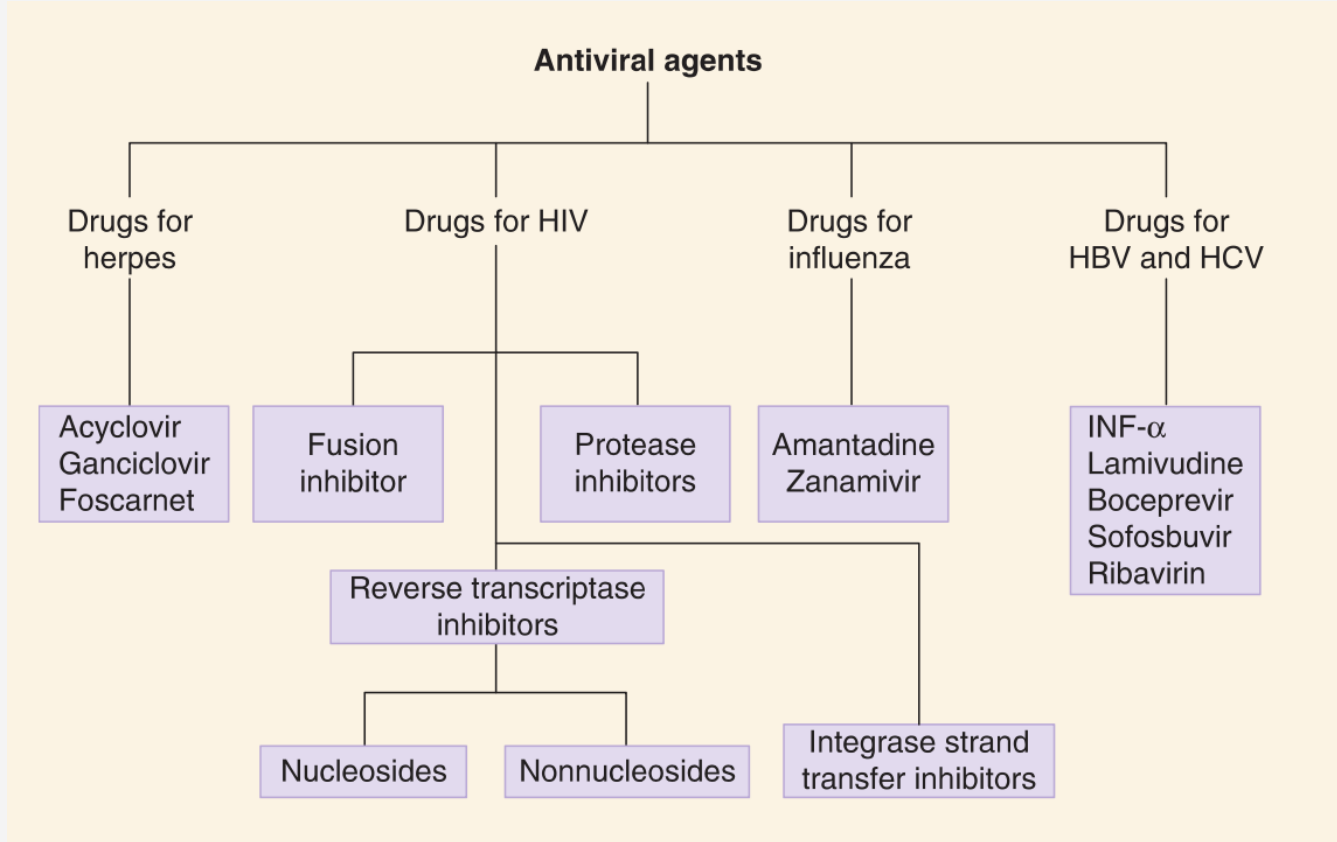 Antiviral agents
Drugs for
herpes
Drugs for HIV
Drugs for
influenza
Drugs for
HBV and HCV
Acyclovir
Ganciclovir
Foscarnet
Fusion
inhibitor
Protease
inhibitors
Amantadine
Zanamivir
INF-α
Lamivudine
Boceprevir
Sofosbuvir
Ribavirin
Reverse transcriptase
inhibitors
Nucleosides
Nonnucleosides
Integrase strand
transfer inhibitors